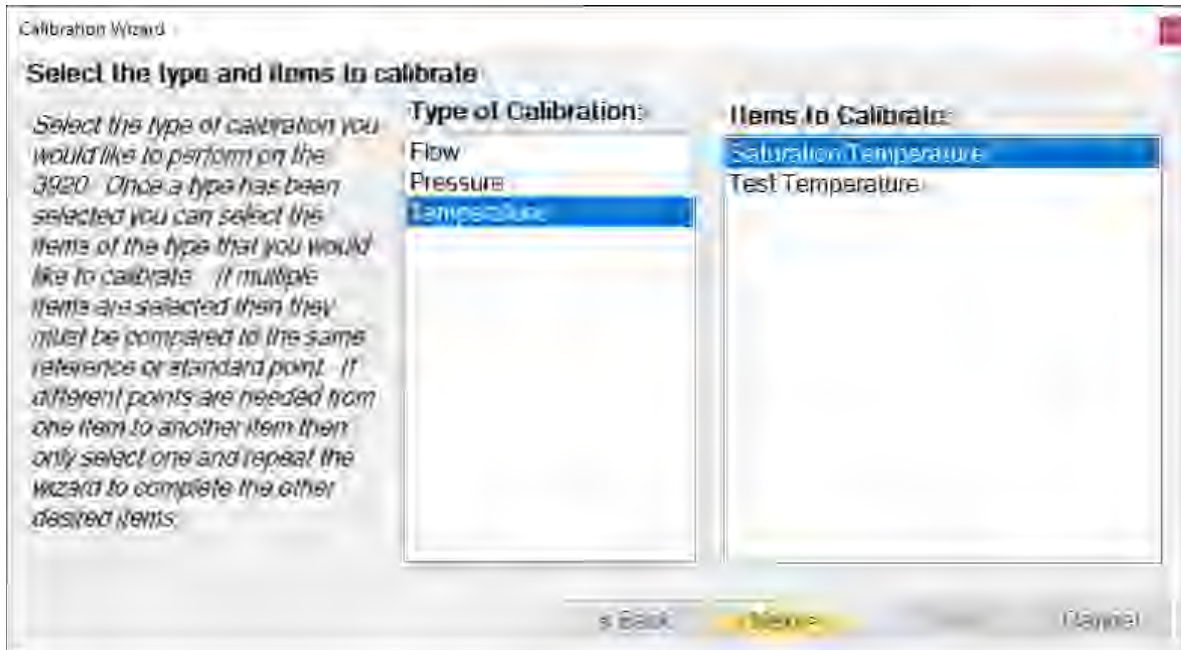 Calibration Wizard
Select the type and items to calibrate
Select the type of calibration you
would like to perform on the
3920. Once a type has been
selected you can select the
items of the type that you would
like to calibrate. If multiple
items are selected then they
must be compared to the same
reference or standard point. If
different points are needed from
one item to another item then
only select one and repeat the
wizard to complete the other
desired items.
Type of Calibration:
Flow
Pressure
Temperature
Items to Calibrate:
Saturation Temperature
Test Temperature
< Back
Cancel